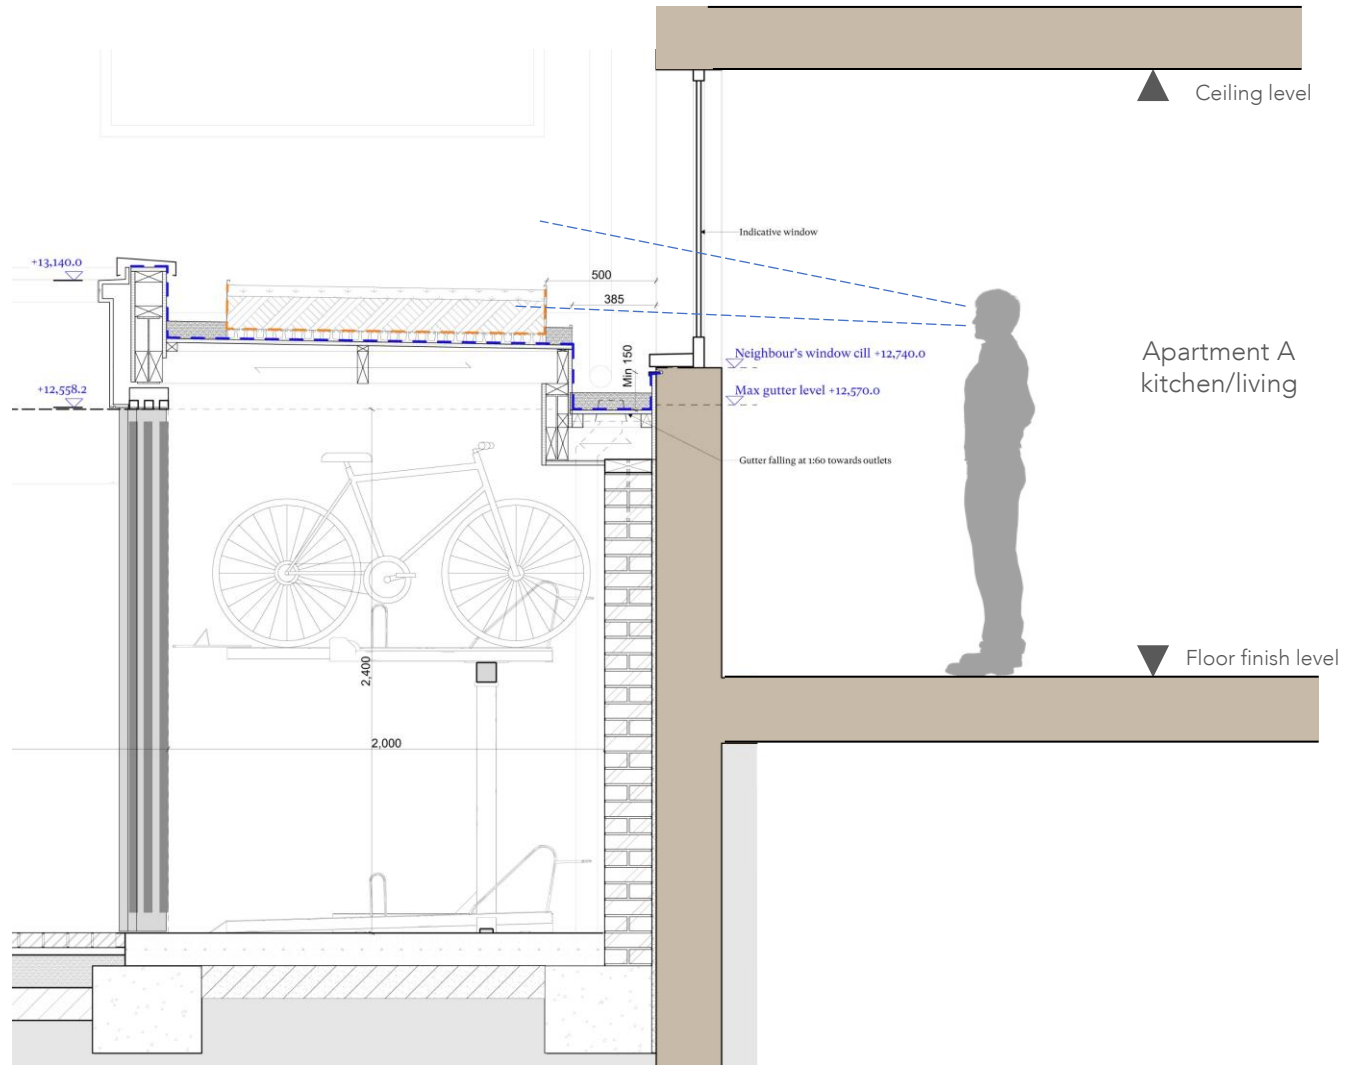 Ceiling level
Indicative window
+13,140.0
500
385
Min 150
Neighbour's window cill +12,740.0
Apartment A
kitchen/living
+12,558.2
Max gutter level +12,570.0
Gutter falling at 1:60 towards outlets
2,400
Floor finish level
2,000